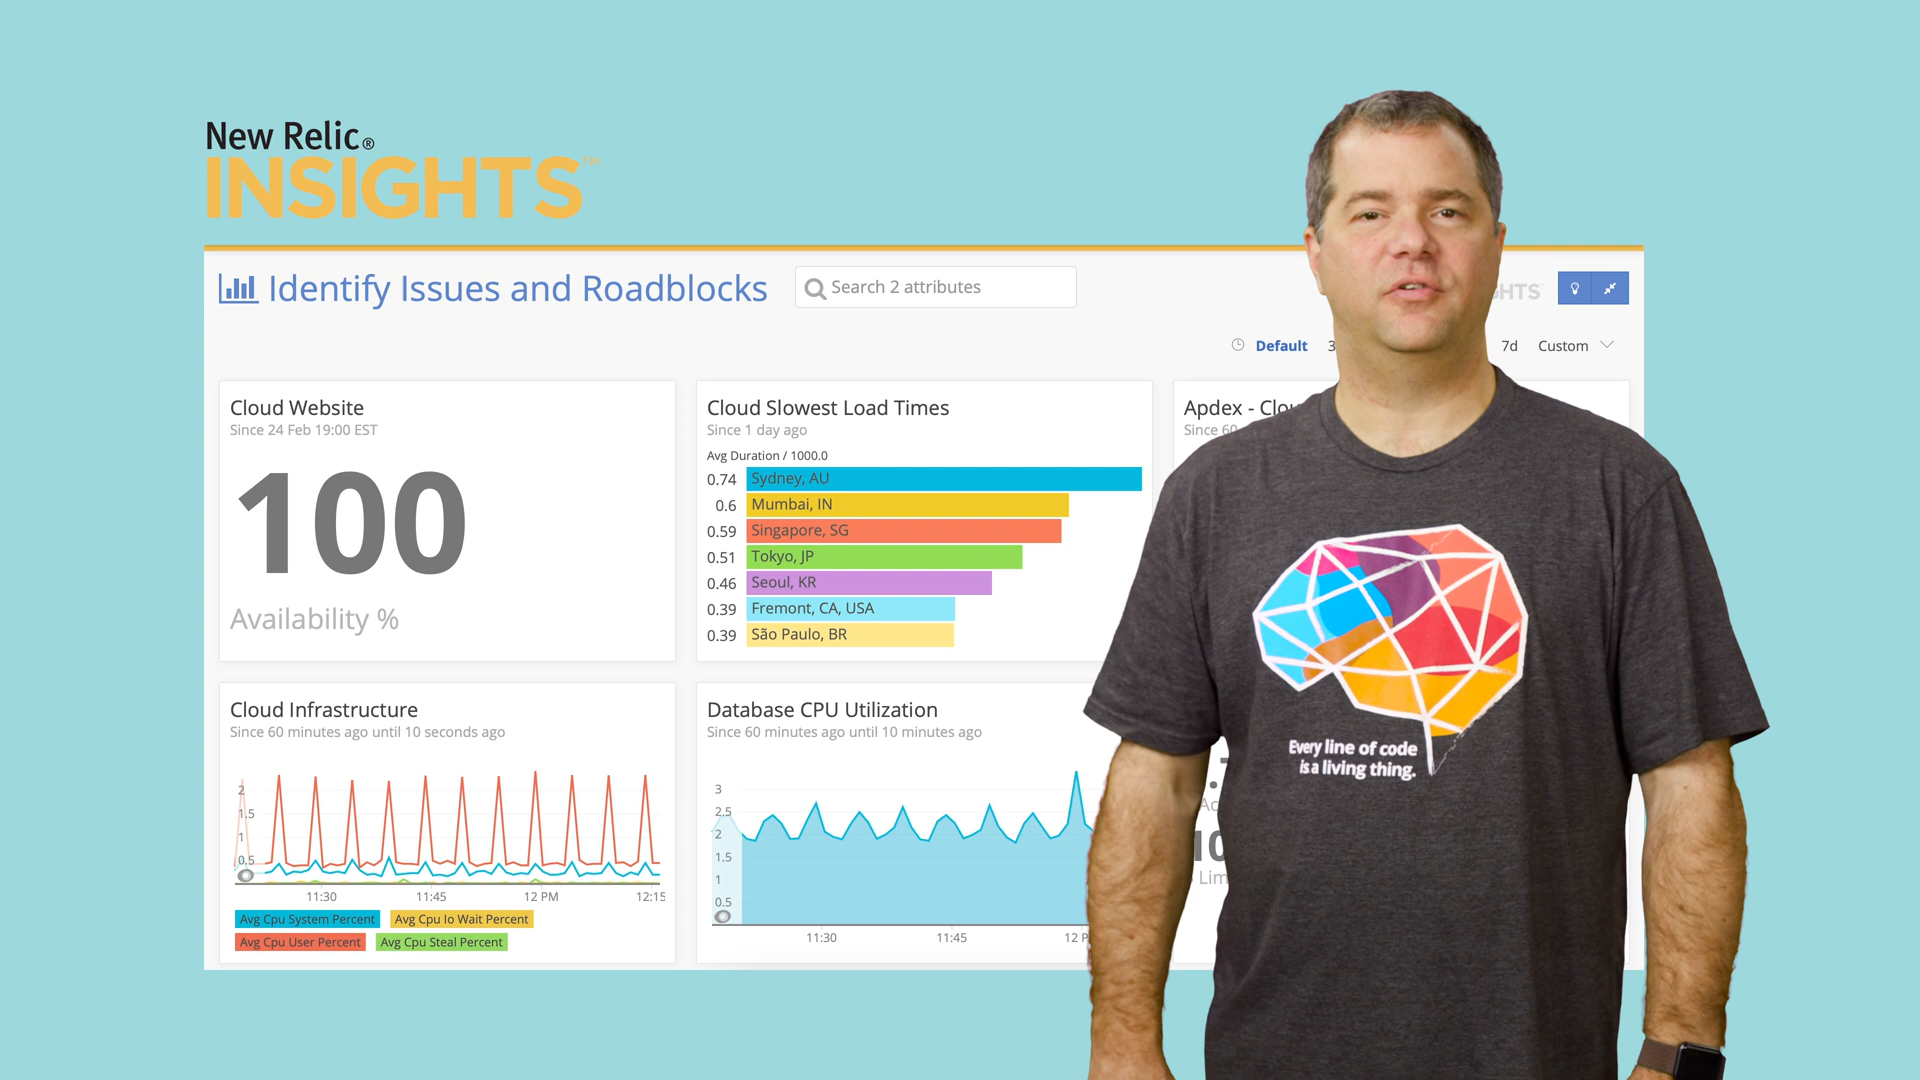 New Relic®
INSIGHTS™
Identify Issues and Roadblocks
Search 2 attributes
Default
7d
Custom
Cloud Website
Since 24 Feb 19:00 EST
100
Availability %
Cloud Slowest Load Times
Since 1 day ago
Avg Duration / 1000.0
0.74 Sydney, AU
0.6 Mumbai, IN
0.59 Singapore, SG
0.51 Tokyo, JP
0.46 Seoul, KR
0.39 Fremont, CA, USA
0.39 São Paulo, BR
Apdex -
Since
Cloud Infrastructure
Since 60 minutes ago until 10 seconds ago
2
1.5
1
0.5
11:30 11:45 12 PM 12:15
Avg Cpu System Percent Avg Cpu Io Wait Percent
Avg Cpu User Percent Avg Cpu Steal Percent
Database CPU Utilization
Since 60 minutes ago until 10 minutes ago
3
2.5
2
1.5
1
0.5
11:30 11:45 12
Every line of code
is a living thing.